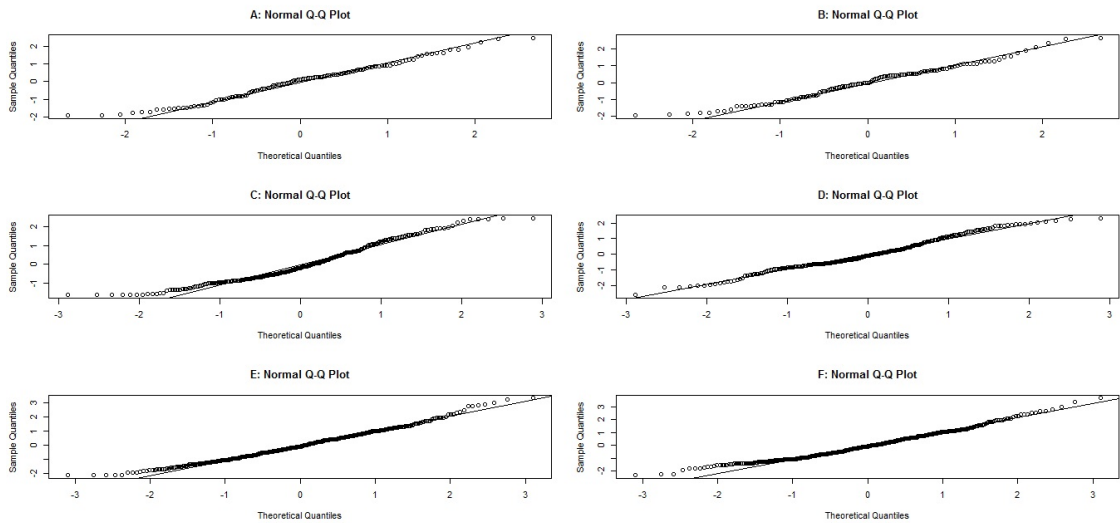 A: Normal Q-Q Plot
Sample Quantiles
-2 -1 0 1 2
-2 -1 0 1 2
Theoretical Quantiles
B: Normal Q-Q Plot
Sample Quantiles
-2 -1 0 1 2
-2 -1 0 1 2
Theoretical Quantiles
C: Normal Q-Q Plot
Sample Quantiles
-1 0 1 2
-3 -2 -1 0 1 2 3
Theoretical Quantiles
D: Normal Q-Q Plot
Sample Quantiles
-2 -1 0 1 2
-3 -2 -1 0 1 2 3
Theoretical Quantiles
E: Normal Q-Q Plot
Sample Quantiles
-2 -1 0 1 2 3
-3 -2 -1 0 1 2 3
Theoretical Quantiles
F: Normal Q-Q Plot
Sample Quantiles
-2 0 1 2 3
-3 -2 -1 0 1 2 3
Theoretical Quantiles